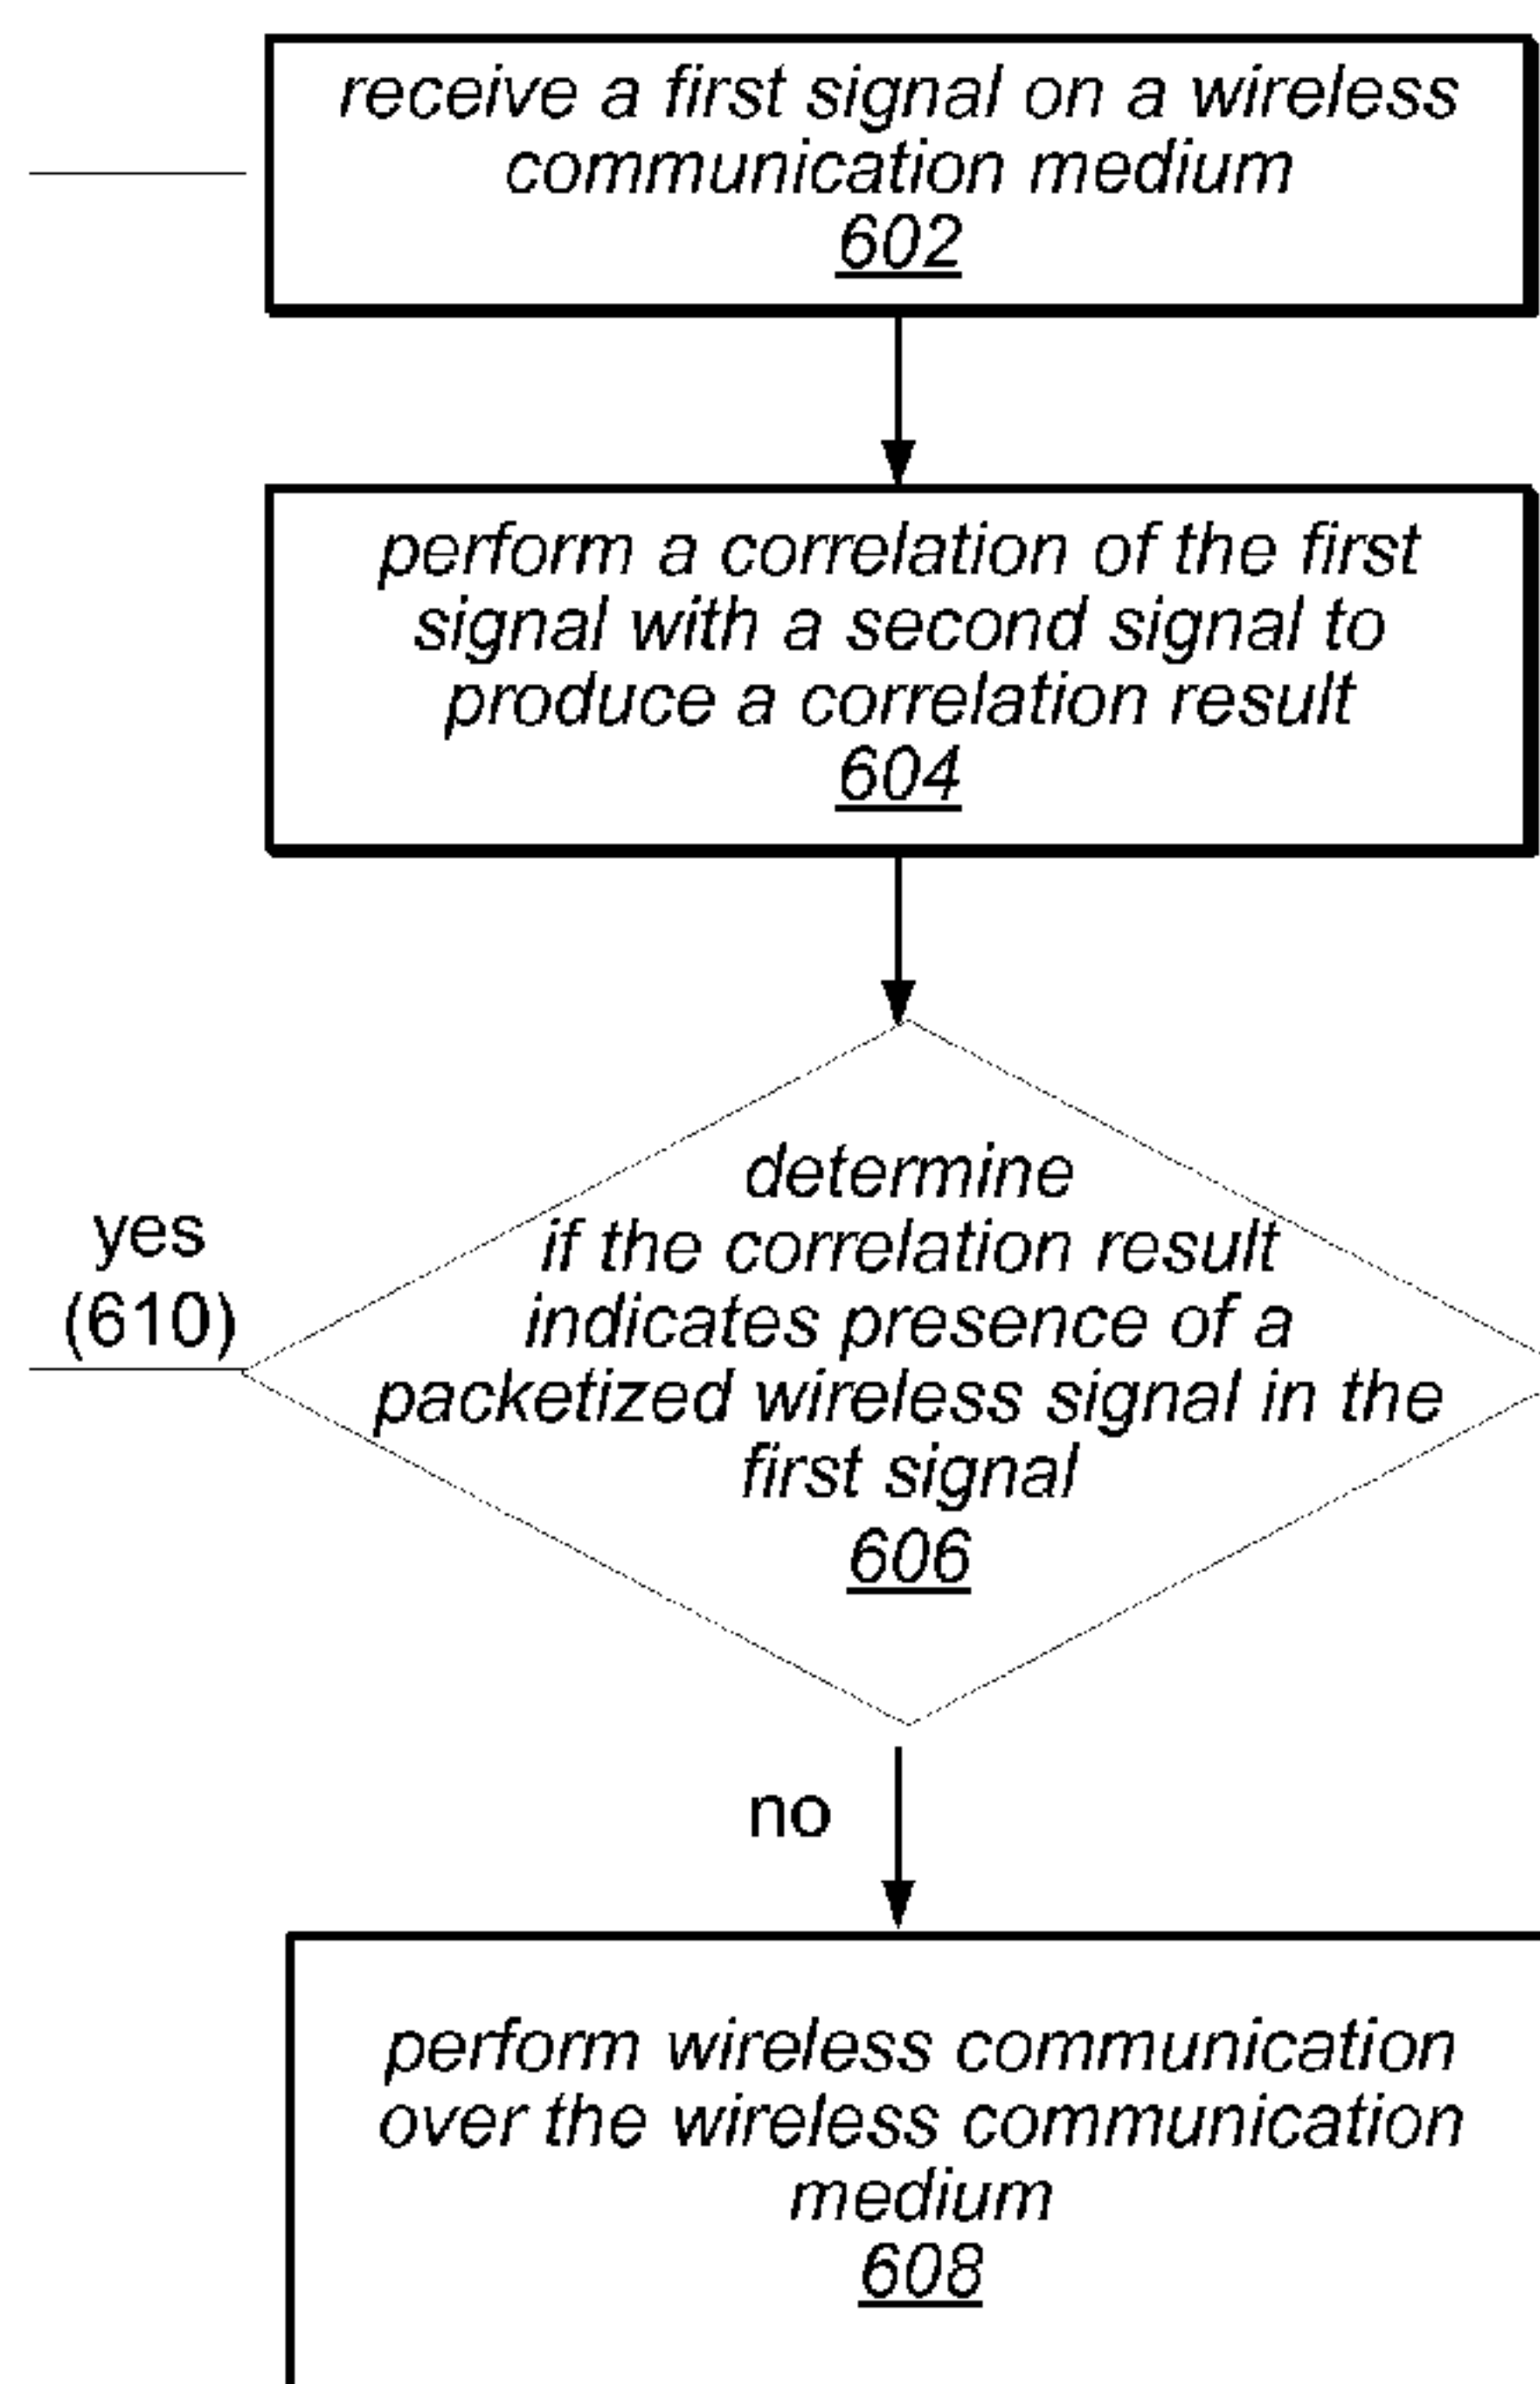 receive a first signal on a wireless
communication medium
602
perform a correlation of the first
signal with a second signal to
produce a correlation result
604
determine
if the correlation result
indicates presence of a
packetized wireless signal in the
first signal
606
yes
(610)
no
perform wireless communication
over the wireless communication
medium
608